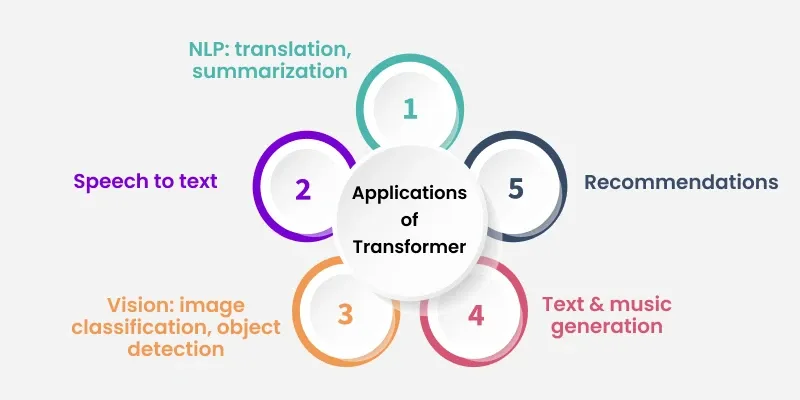 NLP: translation,
summarization
1
Speech to text
2
Applications
of
Transformer
5
Recommendations
Vision: image
classification, object
detection
3
4
Text & music
generation